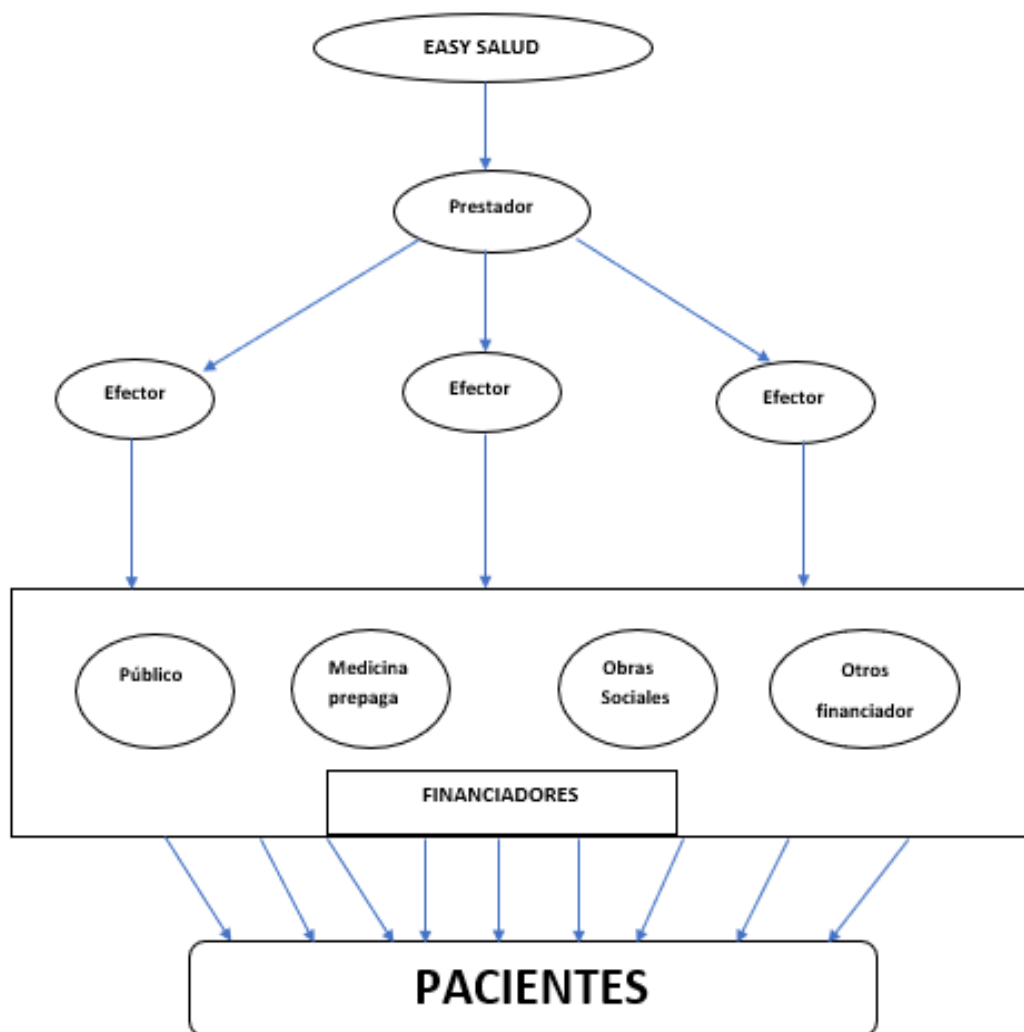 EASY SALUD
Prestador
Efector
Efector
Efector
Público
Medicina
prepaga
Obras
Sociales
Otros
financiador
FINANCIADORES
PACIENTES